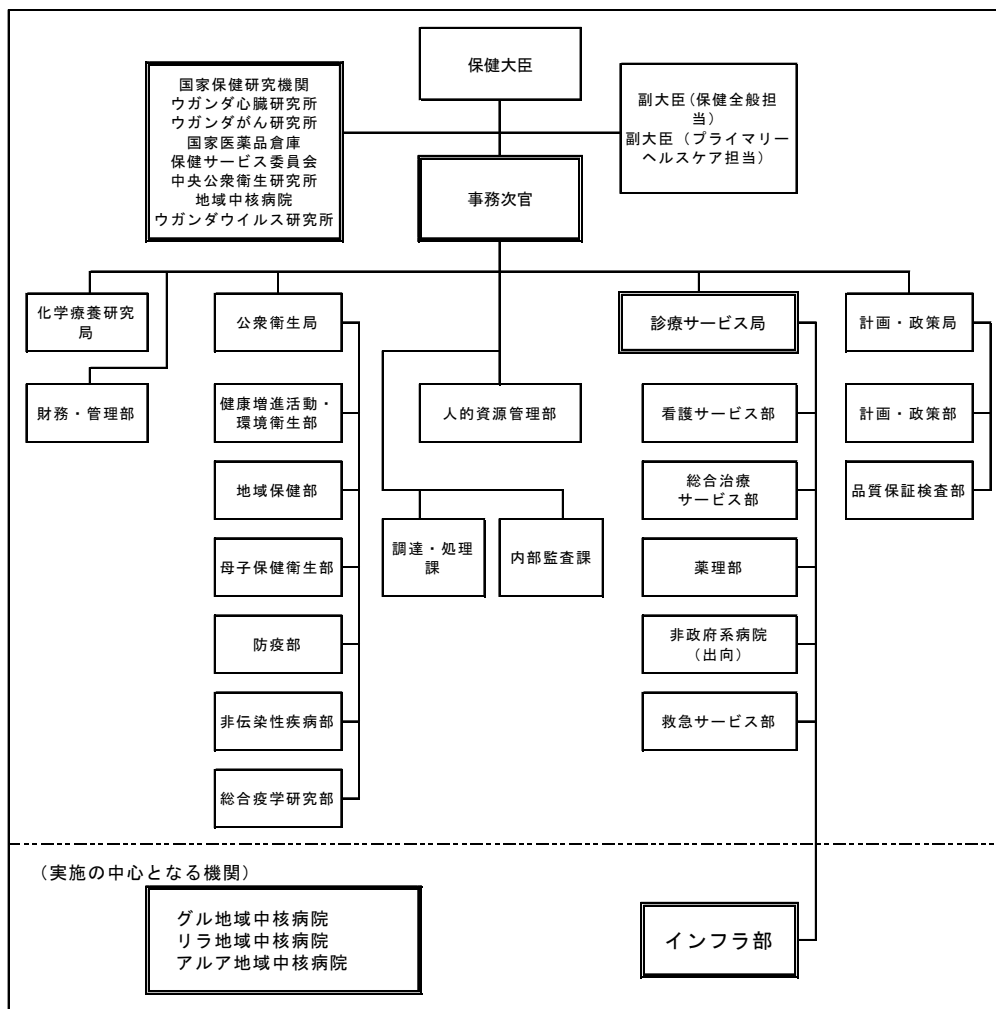 保健大臣
国家保健研究機関
ウガンダ心臓研究所
ウガンダがん研究所
国家医薬品倉庫
保健サービス委員会
中央公衆衛生研究所
地域中核病院
ウガンダウイルス研究所
副大臣(保健全般担
当)
副大臣（プライマリー
ヘルスケア担当）
事務次官
化学療養研究
局
公衆衛生局
診療サービス局
計画・政策局
財務・管理部
健康増進活動・
環境衛生部
人的資源管理部
看護サービス部
計画・政策部
地域保健部
総合治療
サービス部
品質保証検査部
調達・処理
課
内部監査課
母子保健衛生部
薬理部
防疫部
非政府系病院
（出向）
非伝染性疾病部
救急サービス部
総合疫学研究部
（実施の中心となる機関）
グル地域中核病院
リラ地域中核病院
アルア地域中核病院
インフラ部